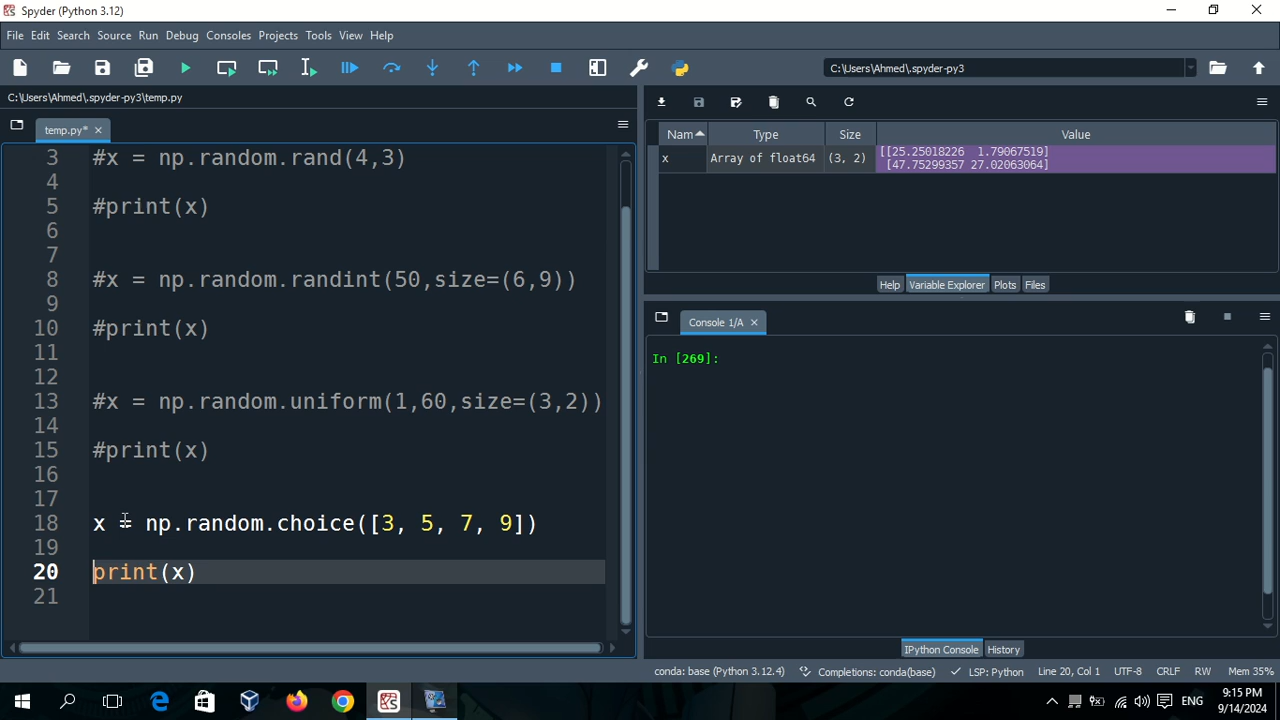 Spyder (Python 3.12)
File Edit Search Source Run Debug Consoles Projects Tools View Help
C:\Users\Ahmed\.spyder-py3
C:\Users\Ahmed\.spyder-py3\temp.py
temp.py*
3 #x = np.random.rand(4,3)
4
5 #print(x)
6
7
8 #x = np.random.randint(50,size=(6,9))
9
10 #print(x)
11
12
13 #x = np.random.uniform(1,60,size=(3,2))
14
15 #print(x)
16
17
18 x = np.random.choice([3, 5, 7, 9])
19
20 print(x)
21
Nam Type Size Value
x Array of float64 (3, 2) [[25.25018226 1.79067519]
[47.75299357 27.02063064]
Help Variable Explorer Plots Files
Console 1/A
In [269]:
IPython Console History
conda: base (Python 3.12.4) Completions: conda(base) LSP: Python Line 20, Col 1 UTF-8 CRLF RW Mem 35%
ENG 9:15 PM
9/14/2024